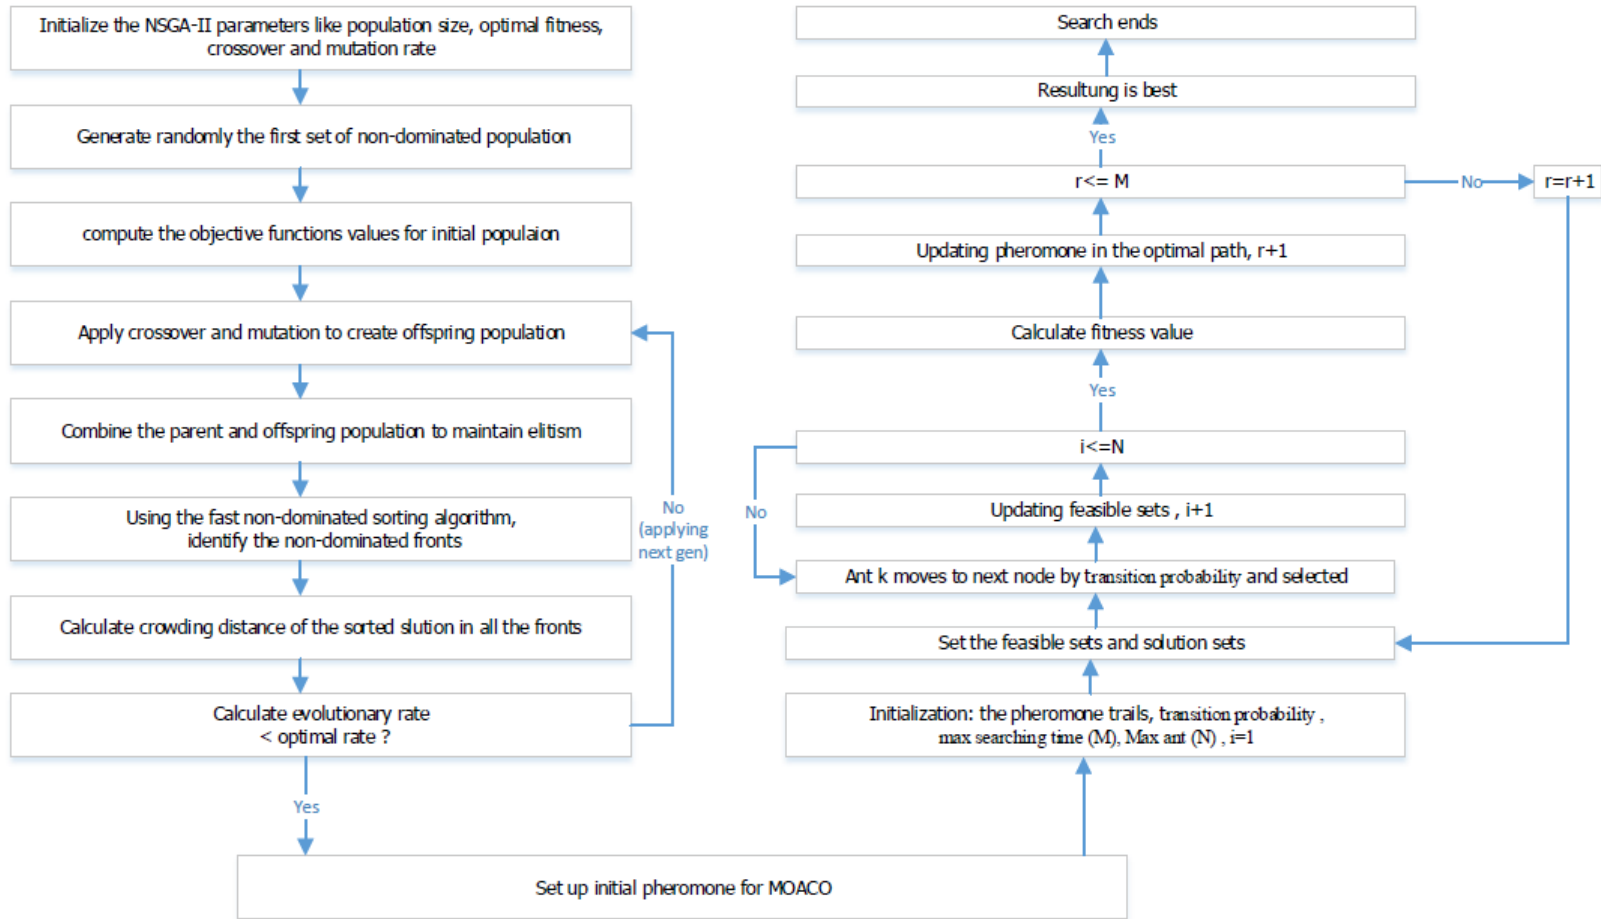 Initialize the NSGA-II parameters like population size, optimal fitness,
crossover and mutation rate
Generate randomly the first set of non-dominated population
compute the objective functions values for initial populaion
Apply crossover and mutation to create offspring population
Combine the parent and offspring population to maintain elitism
Using the fast non-dominated sorting algorithm,
identify the non-dominated fronts
Calculate crowding distance of the sorted slution in all the fronts
Calculate evolutionary rate
< optimal rate ?
No
(applying
next gen)
Yes
Set up initial pheromone for MOACO
Search ends
Resultung is best
Yes
r<= M
No
r=r+1
Updating pheromone in the optimal path, r+1
Calculate fitness value
Yes
i<=N
No
Updating feasible sets , i+1
Ant k moves to next node by transition probability and selected
Set the feasible sets and solution sets
Initialization: the pheromone trails, transition probability ,
max searching time (M), Max ant (N) , i=1